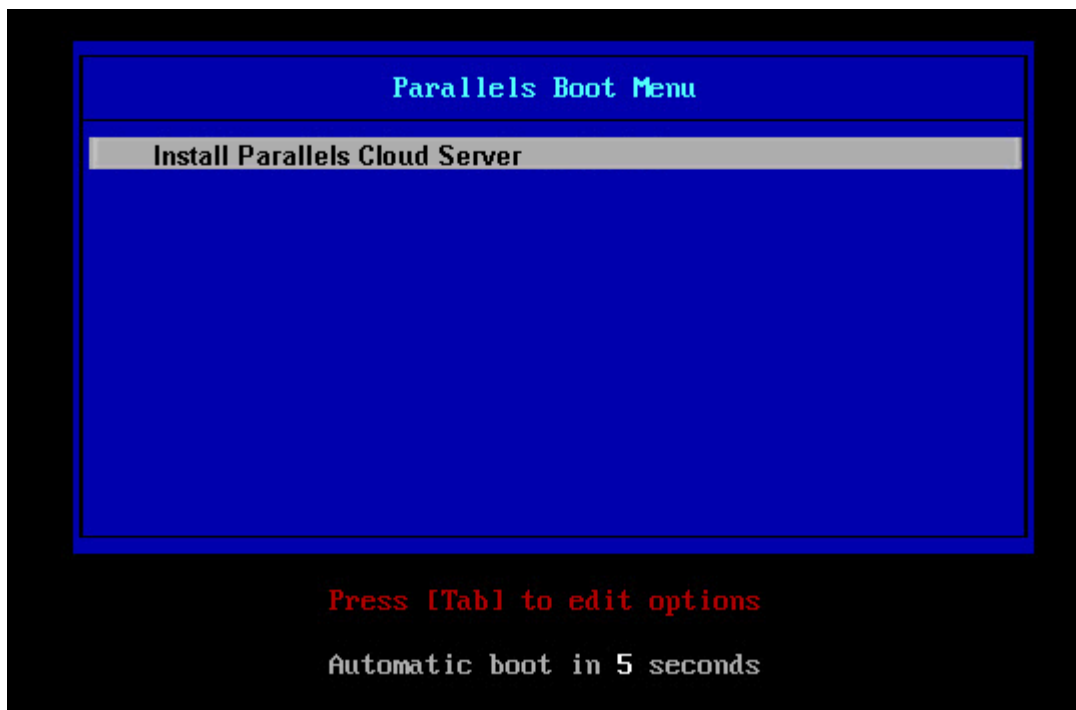 Parallels Boot Menu
Install Parallels Cloud Server
Press [Tab] to edit options
Automatic boot in 5 seconds